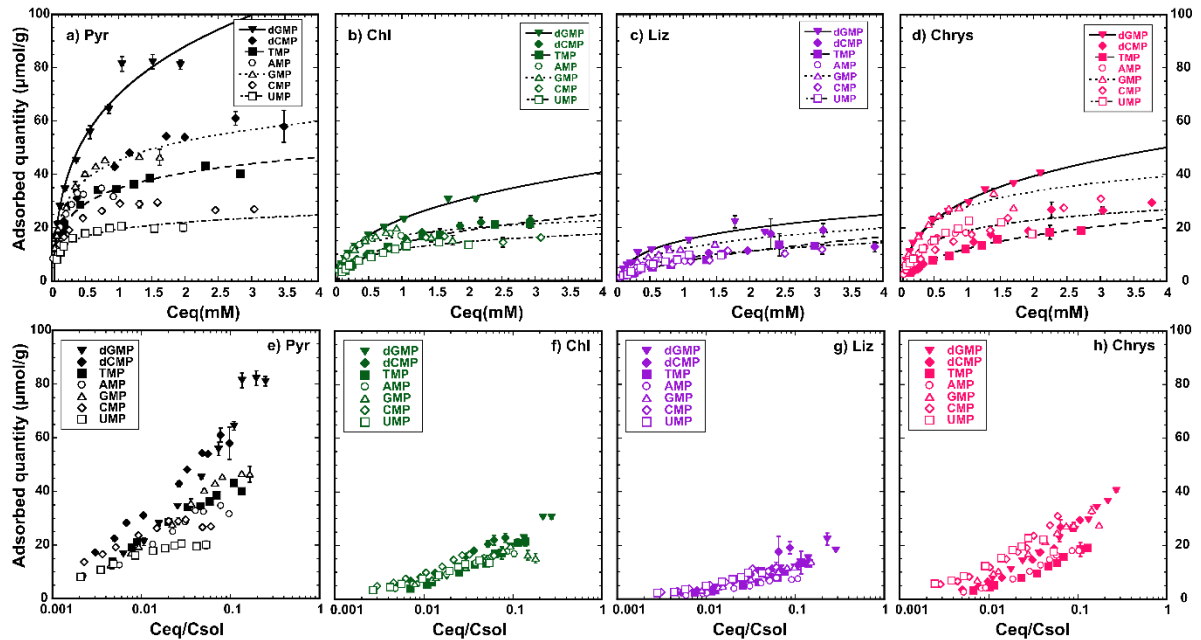 100
80
60
40
20
0
Adsorbed quantity (µmol/g)
a) Pyr
dGMP
dCMP
TMP
AMP
GMP
CMP
UMP
0 0.5 1 1.5 2 2.5 3 3.5 4
Ceq(mM)
b) Chl
dGMP
dCMP
TMP
AMP
GMP
CMP
UMP
0 0.5 1 1.5 2 2.5 3 3.5 4
Ceq(mM)
c) Liz
dGMP
dCMP
TMP
AMP
GMP
CMP
UMP
0 0.5 1 1.5 2 2.5 3 3.5 4
Ceq(mM)
d) Chrys
dGMP
dCMP
TMP
AMP
GMP
CMP
UMP
0 0.5 1 1.5 2 2.5 3 3.5 4
Ceq(mM)
100
80
60
40
20
0
100
80
60
40
20
0
Adsorbed quantity (µmol/g)
e) Pyr
dGMP
dCMP
TMP
AMP
GMP
CMP
UMP
0.001 0.01 0.1 1
Ceq/Csol
f) Chl
dGMP
dCMP
TMP
AMP
GMP
CMP
UMP
0.001 0.01 0.1 1
Ceq/Csol
g) Liz
dGMP
dCMP
TMP
AMP
GMP
CMP
UMP
0.001 0.01 0.1 1
Ceq/Csol
h) Chrys
dGMP
dCMP
TMP
AMP
GMP
CMP
UMP
0.001 0.01 0.1 1
Ceq/Csol
100
80
60
40
20
0